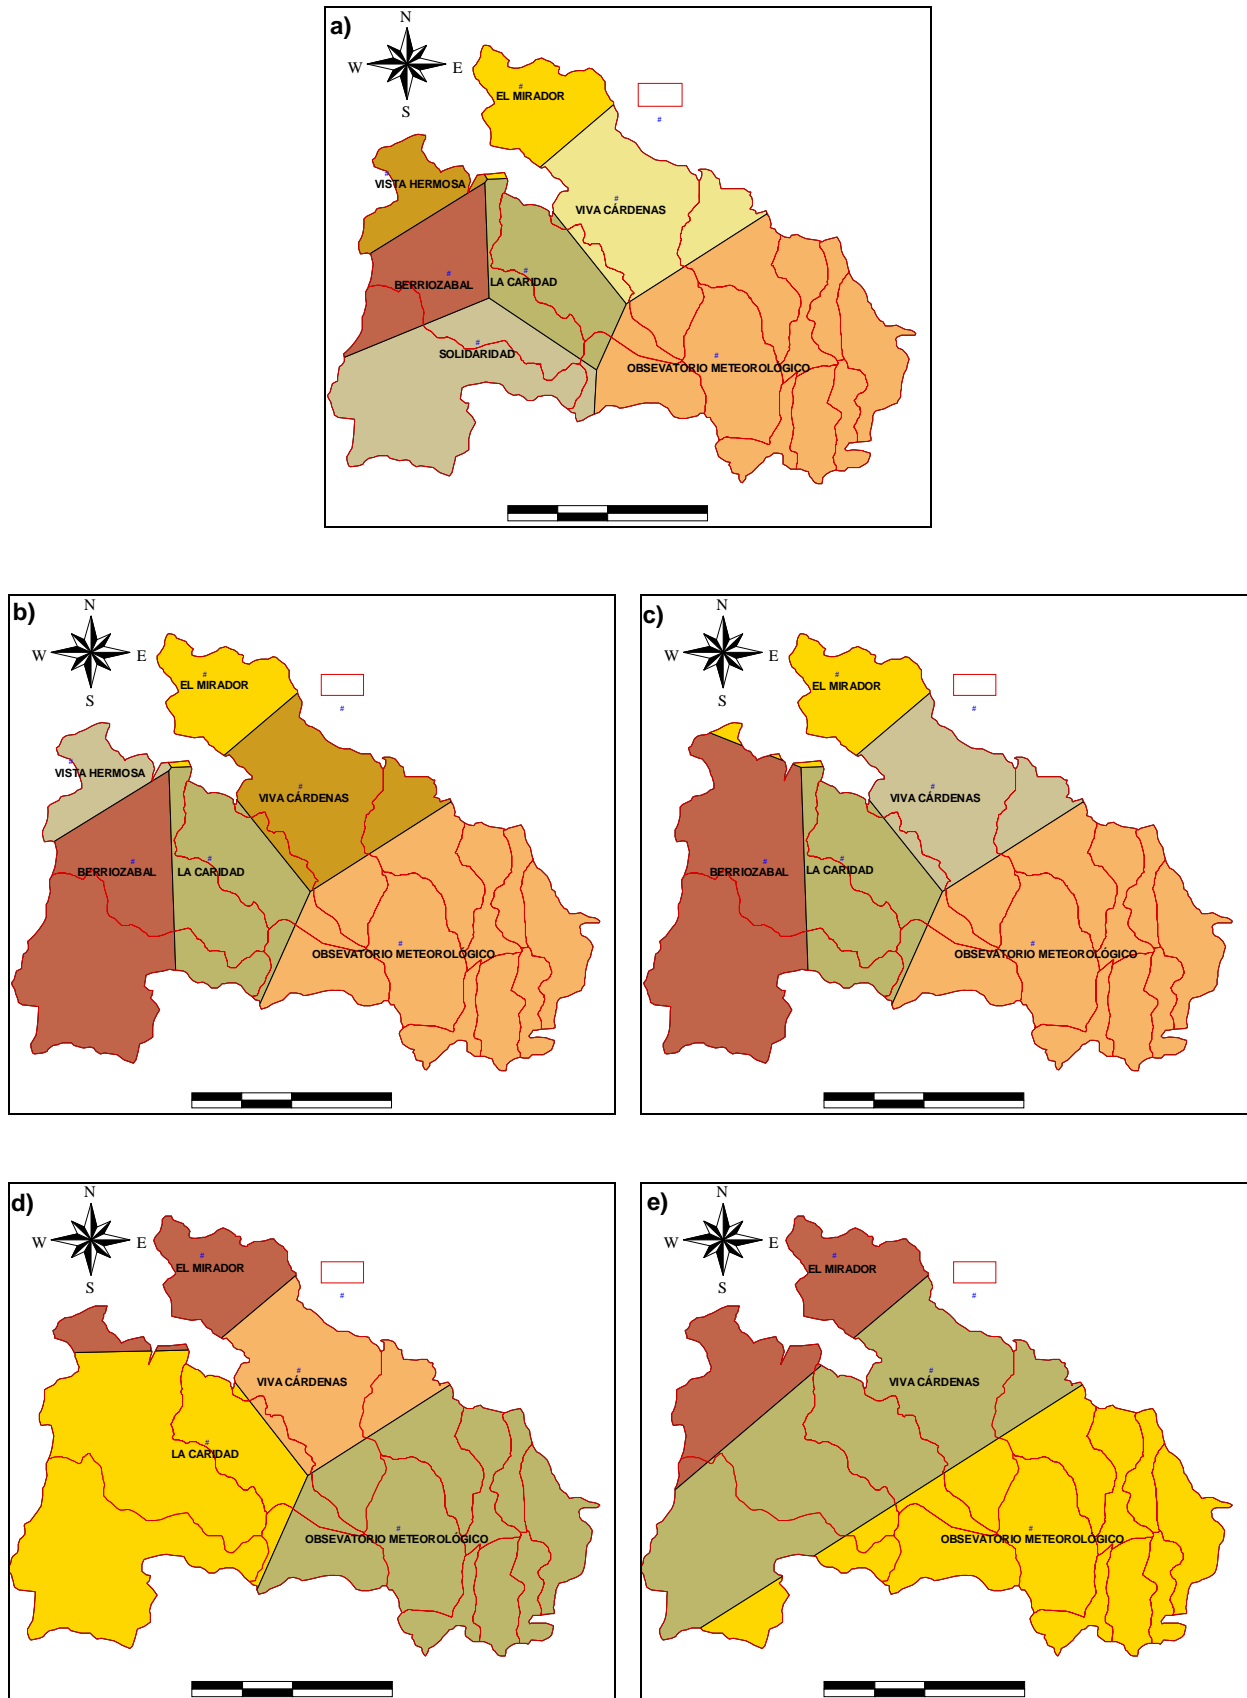 a)
N
W E
S
EL MIRADOR
#
#
VISTA HERMOSA
#
VIVA CÁRDENAS
#
BERRIOZABAL
#
LA CARIDAD
#
SOLIDARIDAD
#
OBSEVATORIO METEOROLÓGICO
#
b)
N
W E
S
EL MIRADOR
#
#
VISTA HERMOSA
#
VIVA CÁRDENAS
#
BERRIOZABAL
#
LA CARIDAD
#
OBSEVATORIO METEOROLÓGICO
#
c)
N
W E
S
EL MIRADOR
#
#
VIVA CÁRDENAS
#
BERRIOZABAL
#
LA CARIDAD
#
OBSEVATORIO METEOROLÓGICO
#
d)
N
W E
S
EL MIRADOR
#
#
VIVA CÁRDENAS
#
LA CARIDAD
#
OBSEVATORIO METEOROLÓGICO
#
e)
N
W E
S
EL MIRADOR
#
#
VIVA CÁRDENAS
#
OBSEVATORIO METEOROLÓGICO
#